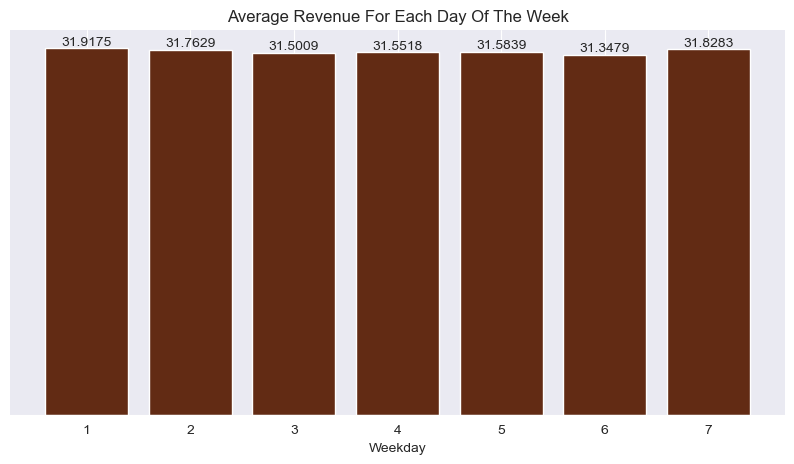 Average Revenue For Each Day Of The Week
31.9175 31.7629 31.5009 31.5518 31.5839 31.3479 31.8283
1 2 3 4 5 6 7
Weekday